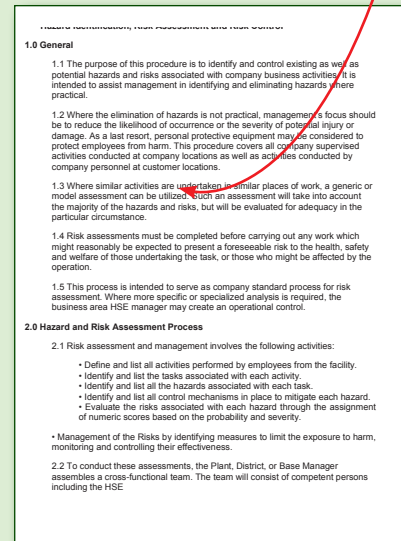 Hazard Identification, Risk Assessment and Risk Control
1.0 General
1.1 The purpose of this procedure is to identify and control existing as well as
potential hazards and risks associated with company business activities. It is
intended to assist management in identifying and eliminating hazards where
practical.
1.2 Where the elimination of hazards is not practical, management's focus should
be to reduce the likelihood of occurrence or the severity of potential injury or
damage. As a last resort, personal protective equipment may be considered to
protect employees from harm. This procedure covers all company supervised
activities conducted at company locations as well as activities conducted by
company personnel at customer locations.
1.3 Where similar activities are undertaken in similar places of work, a generic or
model assessment can be utilized. Such an assessment will take into account
the majority of the hazards and risks, but will be evaluated for adequacy in the
particular circumstance.
1.4 Risk assessments must be completed before carrying out any work which
might reasonably be expected to present a foreseeable risk to the health, safety
and welfare of those undertaking the task, or those who might be affected by the
operation.
1.5 This process is intended to serve as company standard process for risk
assessment. Where more specific or specialized analysis is required, the
business area HSE manager may create an operational control.
2.0 Hazard and Risk Assessment Process
2.1 Risk assessment and management involves the following activities:
• Define and list all activities performed by employees from the facility.
• Identify and list the tasks associated with each activity.
• Identify and list all the hazards associated with each task.
• Identify and list all control mechanisms in place to mitigate each hazard.
• Evaluate the risks associated with each hazard through the assignment
of numeric scores based on the probability and severity.
• Management of the Risks by identifying measures to limit the exposure to harm,
monitoring and controlling their effectiveness.
2.2 To conduct these assessments, the Plant, District, or Base Manager
assembles a cross-functional team. The team will consist of competent persons
including the HSE